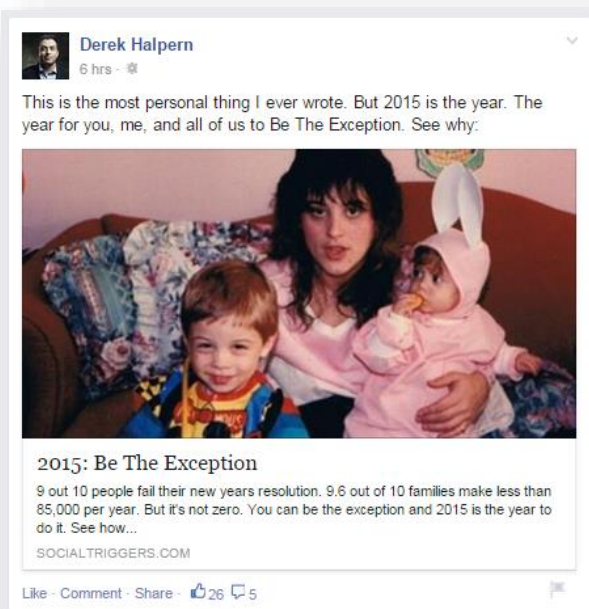 Derek Halpern
6 hrs ·
This is the most personal thing I ever wrote. But 2015 is the year. The
year for you, me, and all of us to Be The Exception. See why:
2015: Be The Exception
9 out 10 people fail their new years resolution. 9.6 out of 10 families make less than
85,000 per year. But it's not zero. You can be the exception and 2015 is the year to
do it. See how...
SOCIALTRIGGERS.COM
Like · Comment · Share · 26 5